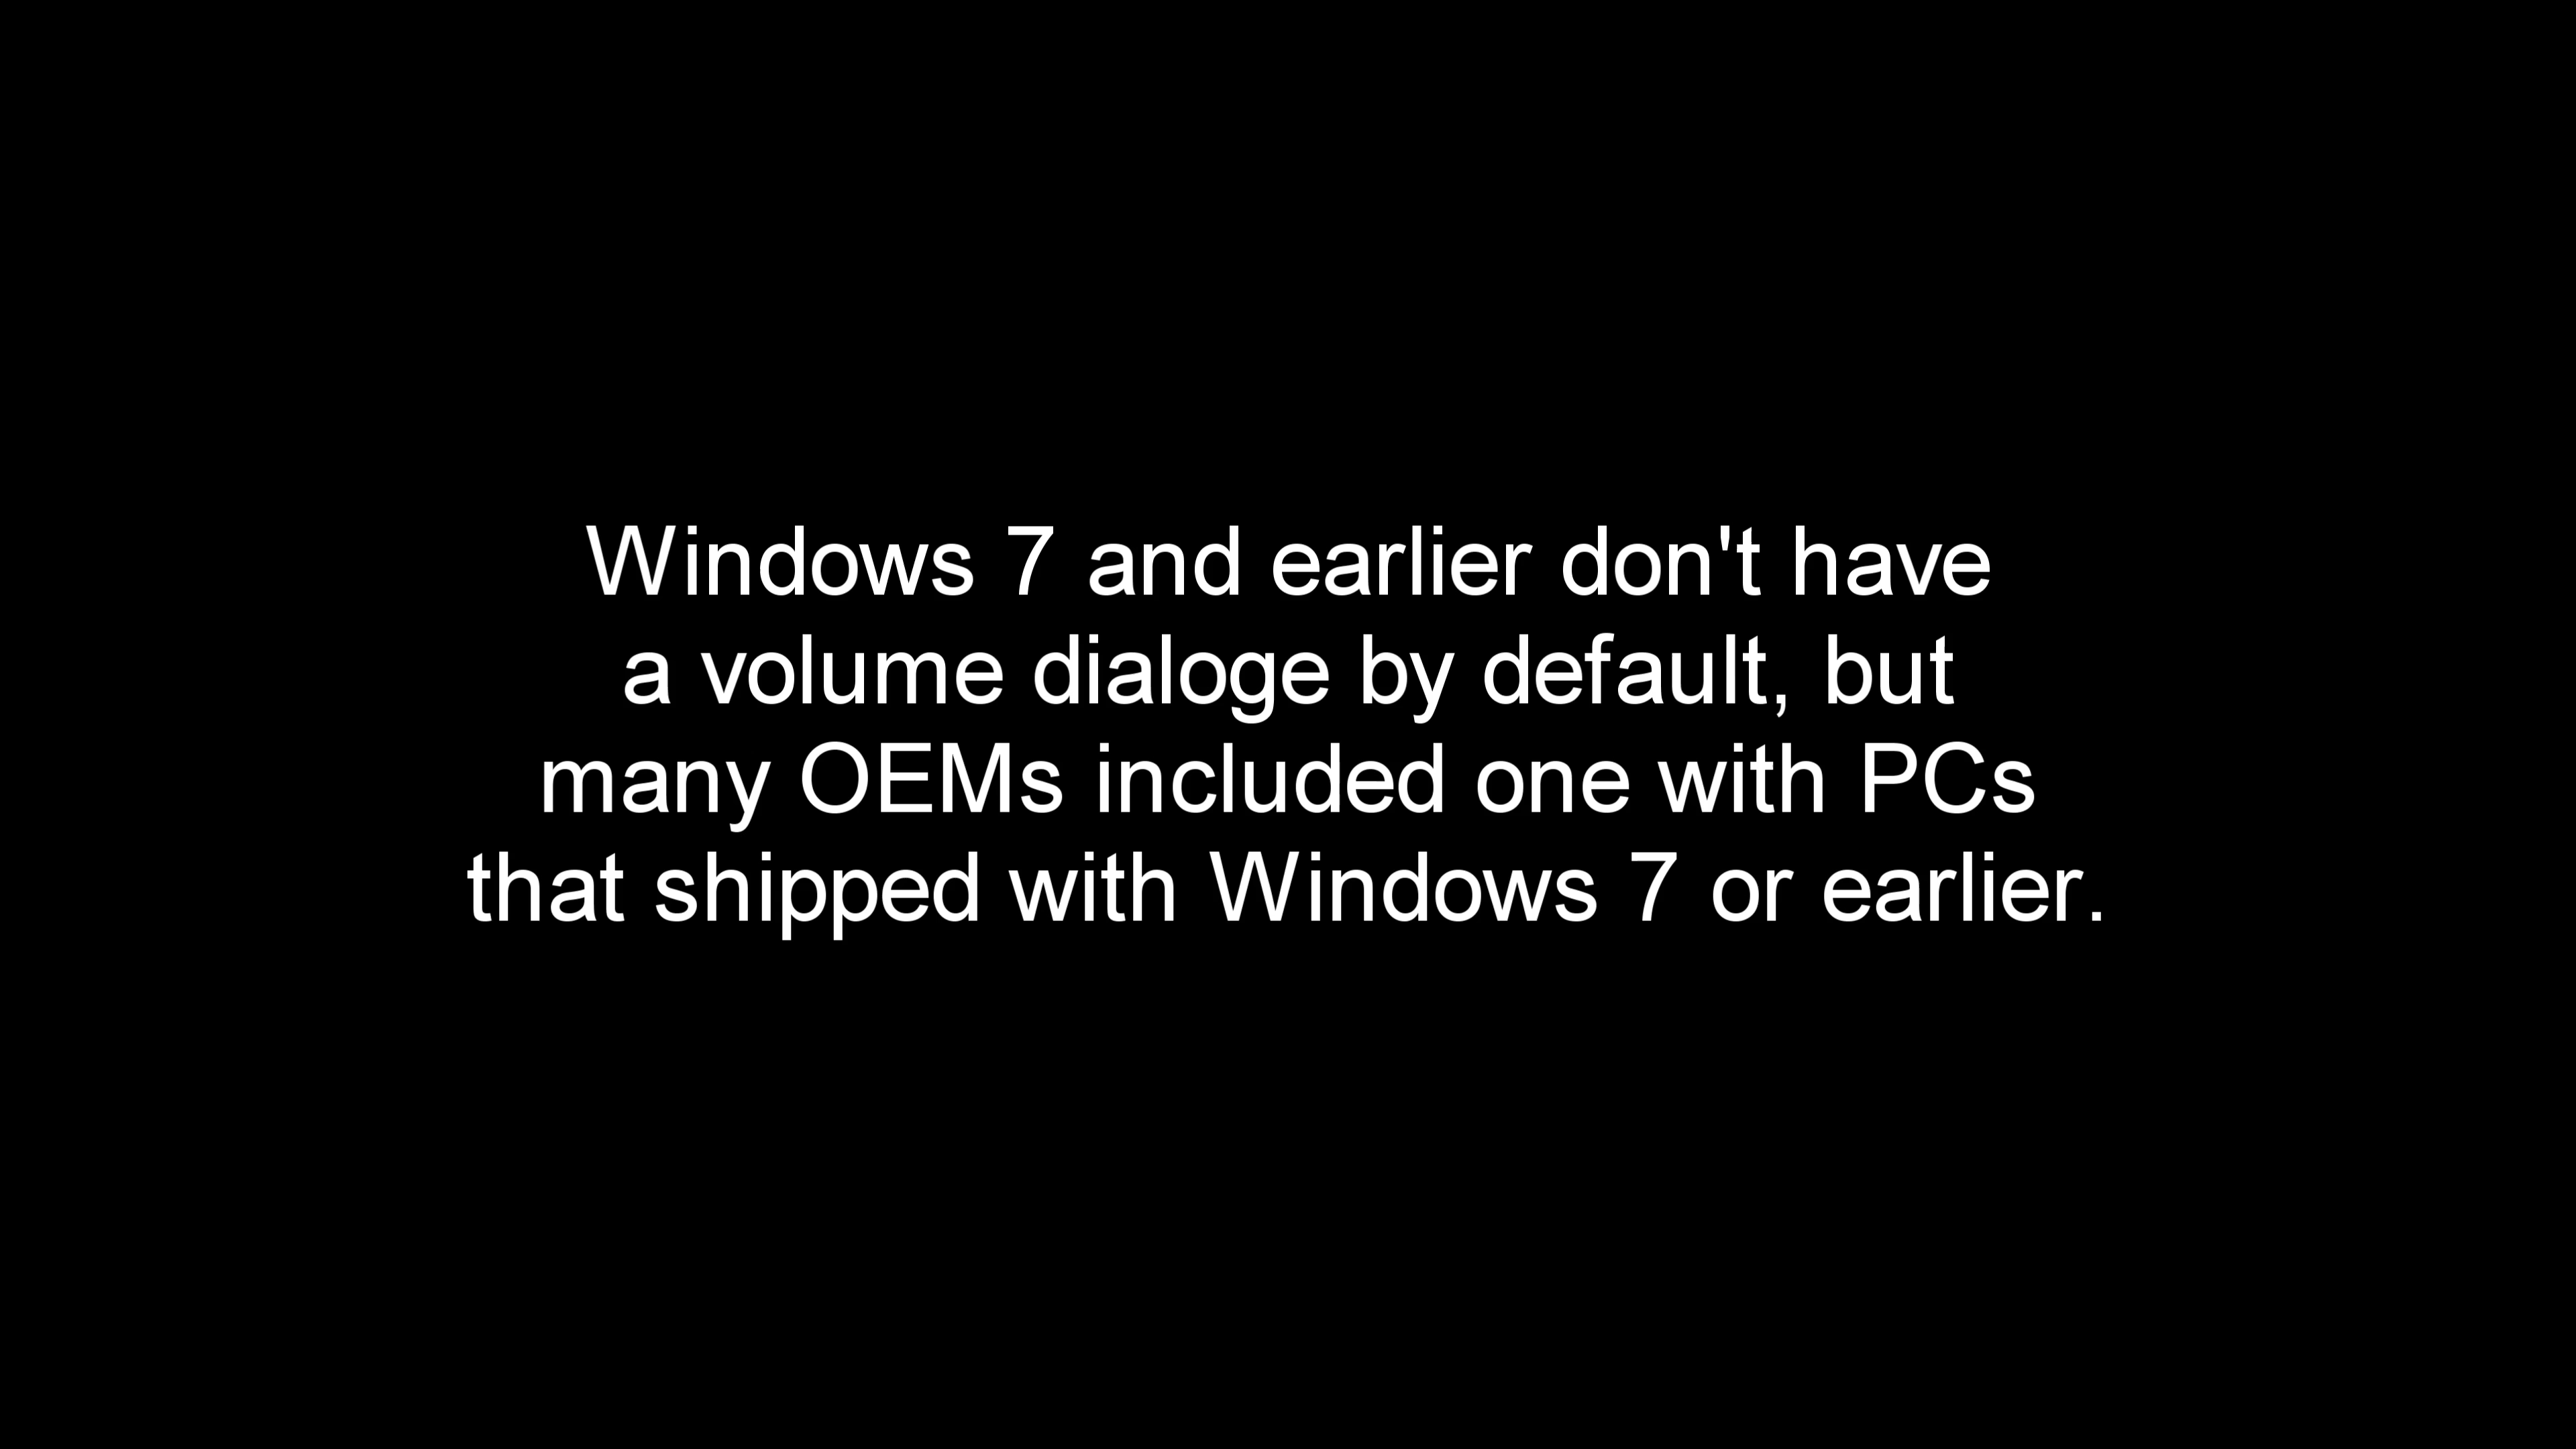 Windows 7 and earlier don't have
a volume dialoge by default, but
many OEMs included one with PCs
that shipped with Windows 7 or earlier.